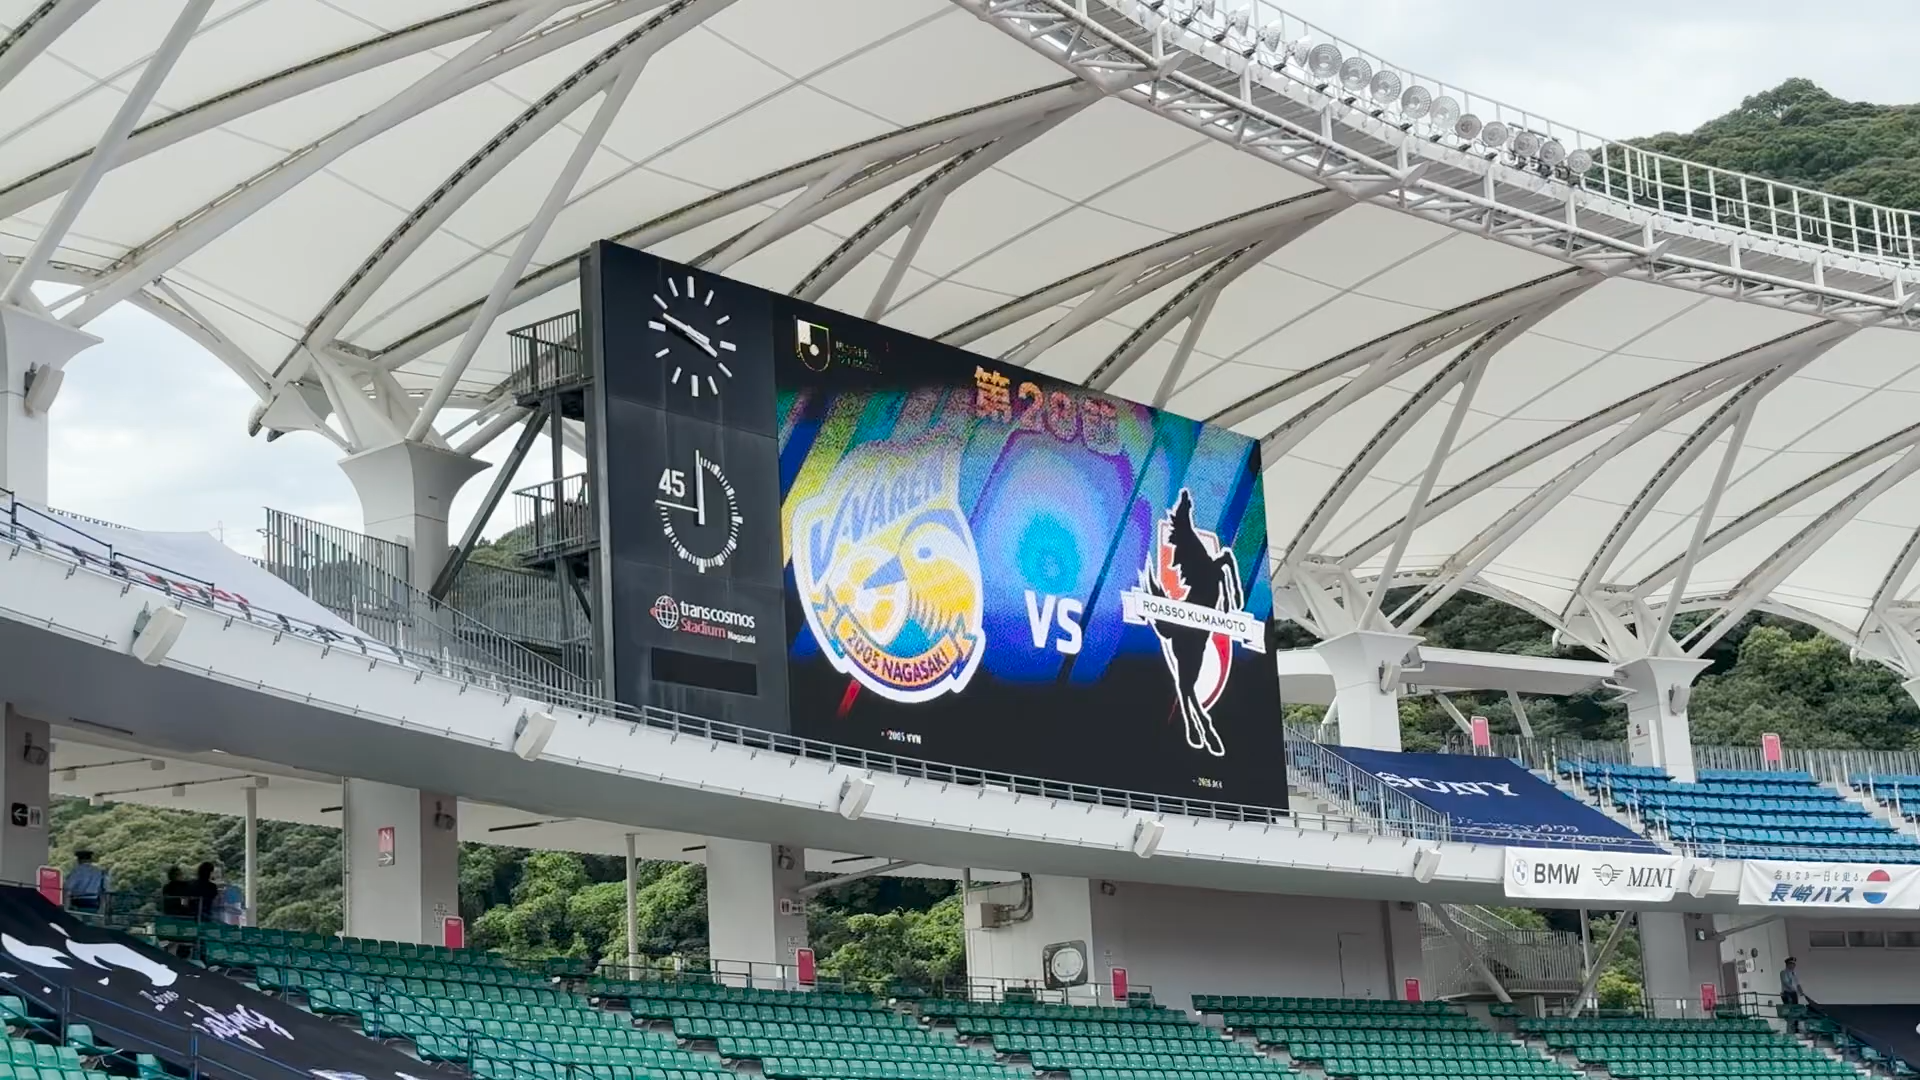 第28節
V·VAREN
2005 NAGASAKI
VS
ROASSO KUMAMOTO
45
transcosmos
Stadium Nagasaki
SONY
BMW
MINI
長崎バス
N